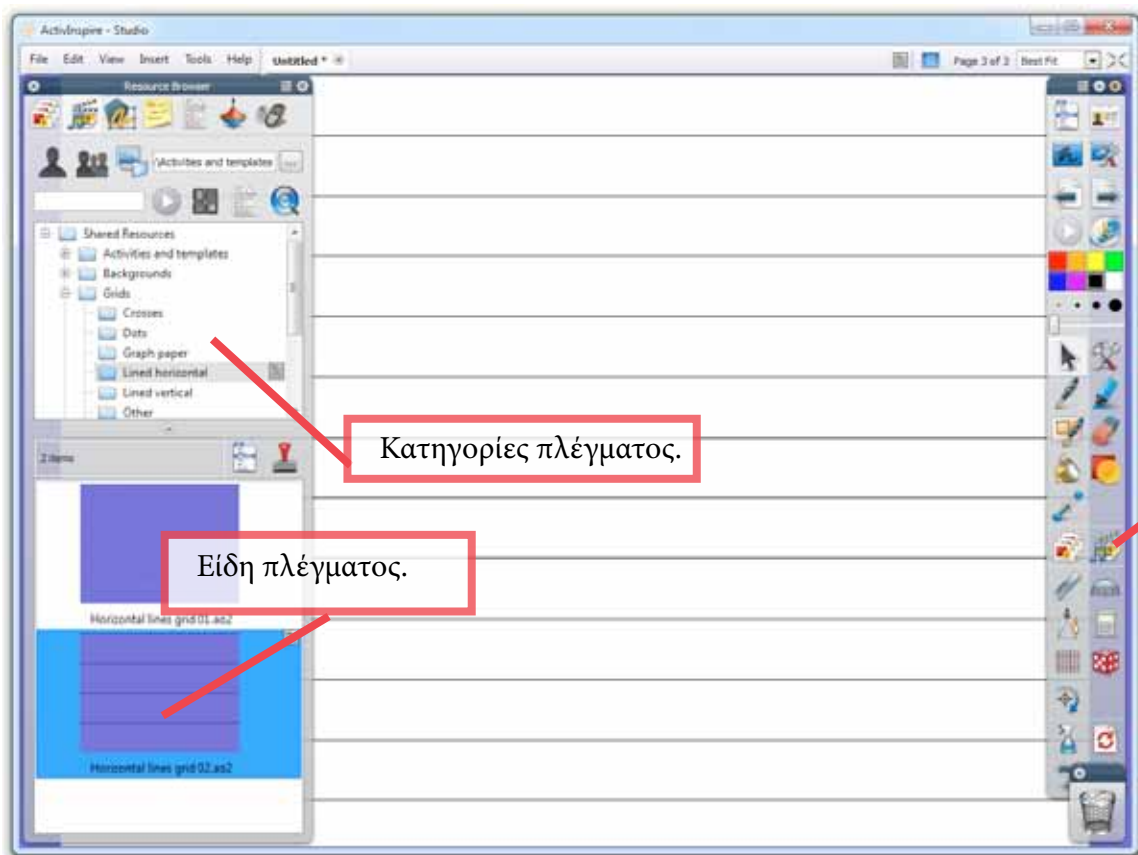 ActivInspire - Studio
File Edit View Insert Tools Help Untitled *
Page 3 of 3 Best Fit
Resource Browser
\Activities and templates ...
Shared Resources
Activities and templates
Backgrounds
Grids
Crosses
Dots
Graph paper
Lined horizontal
Lined vertical
Other
Κατηγορίες πλέγματος.
2 items
Είδη πλέγματος.
Horizontal lines grid 01.as2
Horizontal lines grid 02.as2